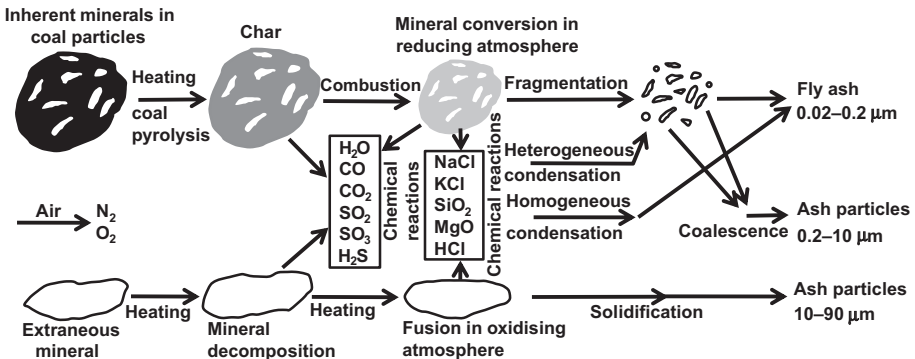 Inherent minerals in
coal particles
Char
Mineral conversion in
reducing atmosphere
Heating
coal
pyrolysis
Combustion
Fragmentation
Fly ash
0.02–0.2 μm
H₂O
CO
CO₂
SO₂
SO₃
H₂S
Chemical
reactions
NaCl
KCl
SiO₂
MgO
HCl
Chemical reactions
Heterogeneous
condensation
Homogeneous
condensation
Air
N₂
O₂
Coalescence
Ash particles
0.2–10 μm
Extraneous
mineral
Heating
Mineral
decomposition
Heating
Fusion in oxidising
atmosphere
Solidification
Ash particles
10–90 μm